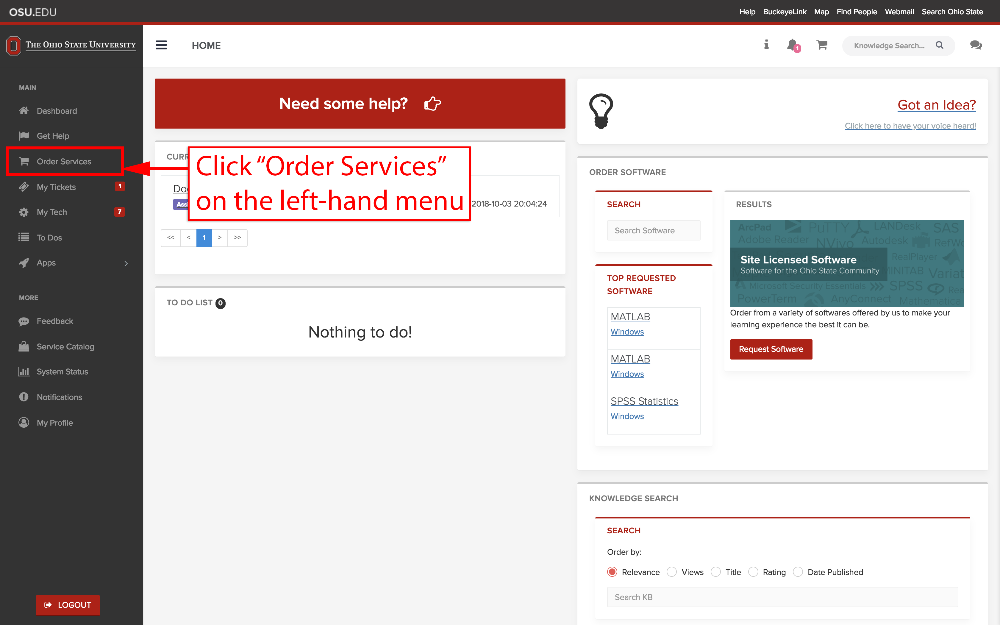 OSU.EDU
Help BuckeyeLink Map Find People Webmail Search Ohio State
THE OHIO STATE UNIVERSITY
HOME
1
Knowledge Search...
MAIN
Dashboard
Get Help
Order Services
My Tickets 1
My Tech 7
To Dos
Apps
MORE
Feedback
Service Catalog
System Status
Notifications
My Profile
LOGOUT
Need some help?
Click “Order Services”
on the left-hand menu
2018-10-03 20:04:24
<< < 1 > >>
TO DO LIST 0
Nothing to do!
Got an Idea?
Click here to have your voice heard!
ORDER SOFTWARE
SEARCH
Search Software
TOP REQUESTED
SOFTWARE
MATLAB
Windows
MATLAB
Windows
SPSS Statistics
Windows
RESULTS
ArcPad PuTTY LANDesk SAS
Adobe Reader NVivo Autodesk
RealPlayer
Site Licensed Software
Software for the Ohio State Community
MINITAB
Microsoft Security Essentials SPSS
PowerTerm AnyConnect Mathematica
Order from a variety of softwares offered by us to make your
learning experience the best it can be.
Request Software
KNOWLEDGE SEARCH
SEARCH
Order by:
Relevance Views Title Rating Date Published
Search KB